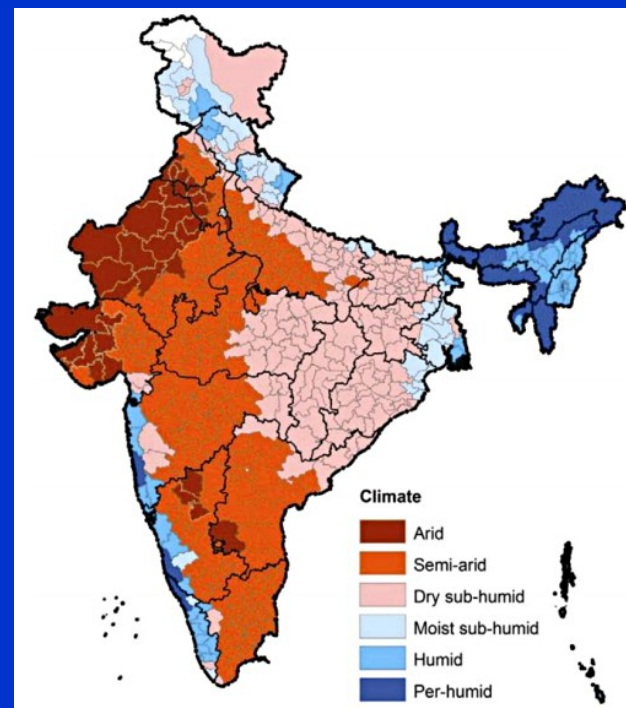 Climate
Arid
Semi-arid
Dry sub-humid
Moist sub-humid
Humid
Per-humid